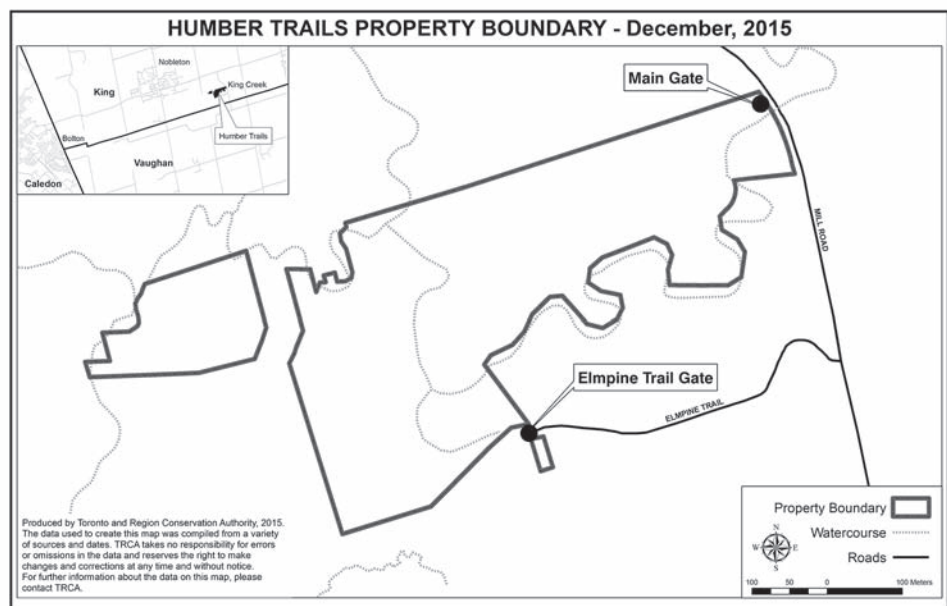 HUMBER TRAILS PROPERTY BOUNDARY - December, 2015
Nobleton
King
King Creek
Humber Trails
Bolton
Vaughan
Caledon
Main Gate
MILL ROAD
Elmpine Trail Gate
ELMPINE TRAIL
Produced by Toronto and Region Conservation Authority, 2015.
The data used to create this map was compiled from a variety
of sources and dates. TRCA takes no responsibility for errors
or omissions in the data and reserves the right to make
changes and corrections at any time and without notice.
For further information about the data on this map, please
contact TRCA.
Property Boundary
Watercourse
Roads
N
W E
S
100 50 0 100 Meters